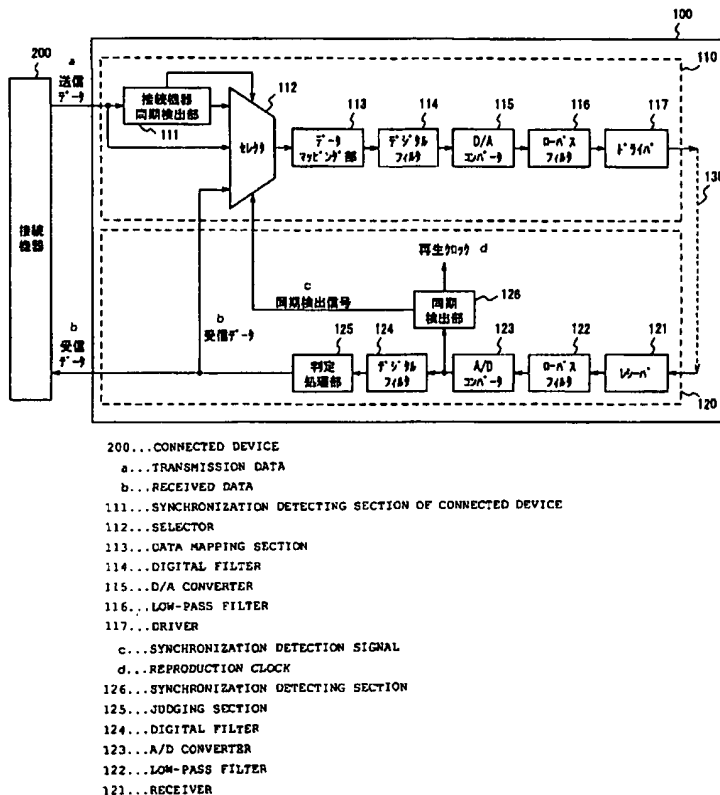 100
200
110
a
送信
データ
112
接続機器
同期検出部
111
セレクタ
113
データ
マッピング部
114
デジタル
フィルタ
115
D/A
コンバータ
116
ローパス
フィルタ
117
ドライバ
130
接続
機器
再生クロック d
c
同期検出信号
同期
検出部
126
b
受信データ
b
受信
データ
125
判定
処理部
124
デジタル
フィルタ
123
A/D
コンバータ
122
ローパス
フィルタ
121
レシーバ
120
200...CONNECTED DEVICE
a...TRANSMISSION DATA
b...RECEIVED DATA
111...SYNCHRONIZATION DETECTING SECTION OF CONNECTED DEVICE
112...SELECTOR
113...DATA MAPPING SECTION
114...DIGITAL FILTER
115...D/A CONVERTER
116...LOW-PASS FILTER
117...DRIVER
c...SYNCHRONIZATION DETECTION SIGNAL
d...REPRODUCTION CLOCK
126...SYNCHRONIZATION DETECTING SECTION
125...JUDGING SECTION
124...DIGITAL FILTER
123...A/D CONVERTER
122...LOW-PASS FILTER
121...RECEIVER